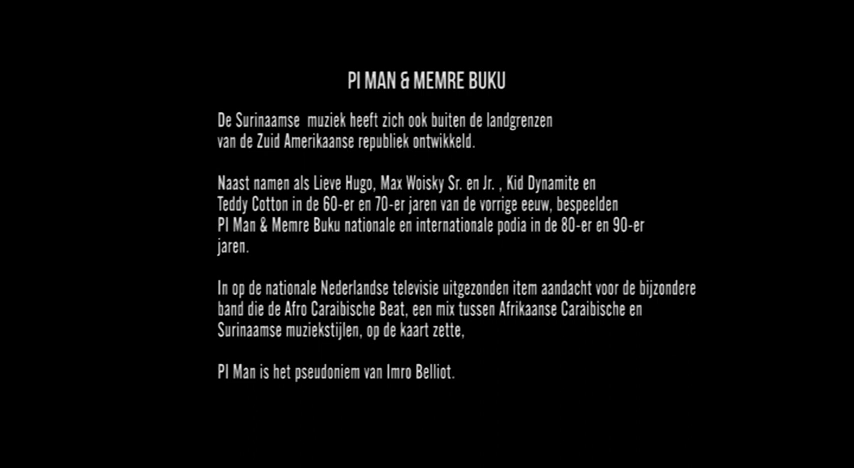 PI MAN & MEMRE BUKU
De Surinaamse muziek heeft zich ook buiten de landgrenzen
van de Zuid Amerikaanse republiek ontwikkeld.
Naast namen als Lieve Hugo, Max Woisky Sr. en Jr. , Kid Dynamite en
Teddy Cotton in de 60-er en 70-er jaren van de vorrige eeuw, bespeelden
PI Man & Memre Buku nationale en internationale podia in de 80-er en 90-er
jaren.
In op de nationale Nederlandse televisie uitgezonden item aandacht voor de bijzondere
band die de Afro Caraibische Beat, een mix tussen Afrikaanse Caraibische en
Surinaamse muziekstijlen, op de kaart zette,
PI Man is het pseudoniem van Imro Belliot.